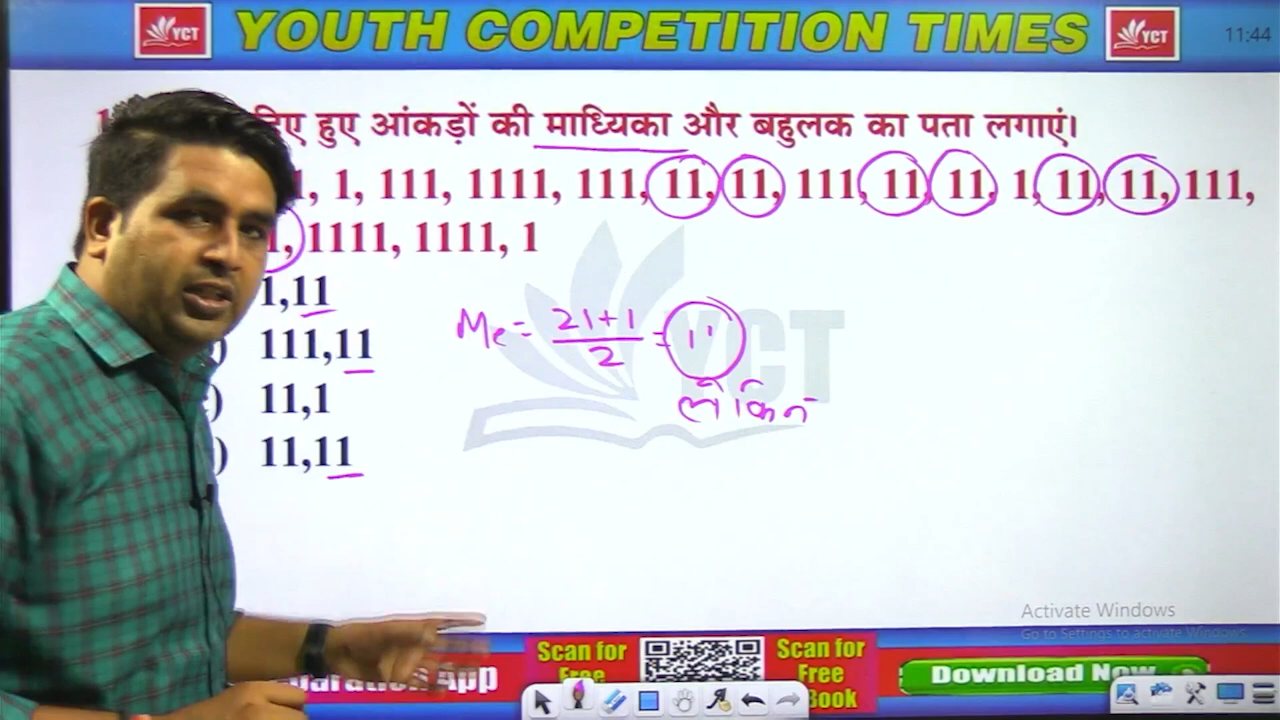 YCT YOUTH COMPETITION TIMES YCT 11:44
हुए आंकड़ों की माध्यिका और बहुलक का पता लगाएं।
1, 111, 1111, 111, 11, 11, 111, 11, 11, 1, 11, 11, 111,
1111, 1111, 1
1,11
111,11
11,1
11,11
Me = 21+1/2 = 11
लेकिन
YCT
Activate Windows
Go to Settings to activate Windows.
Scan for Free
Scan for Free Book
App
Download Now